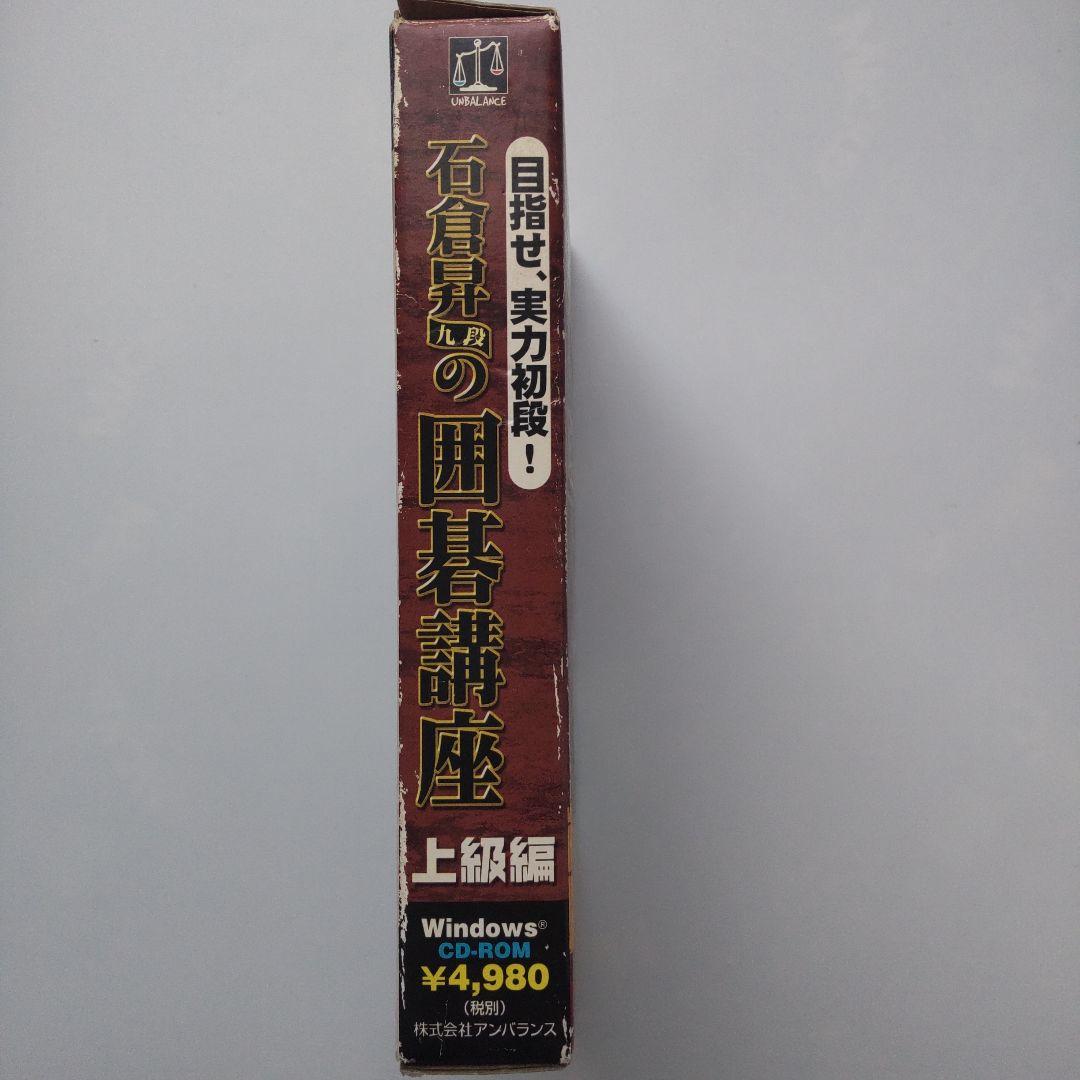 UNBALANCE
目指せ、実力初段！
石倉昇九段の囲碁講座
上級編
Windows®
CD-ROM
¥4,980
（税別）
株式会社アンバランス